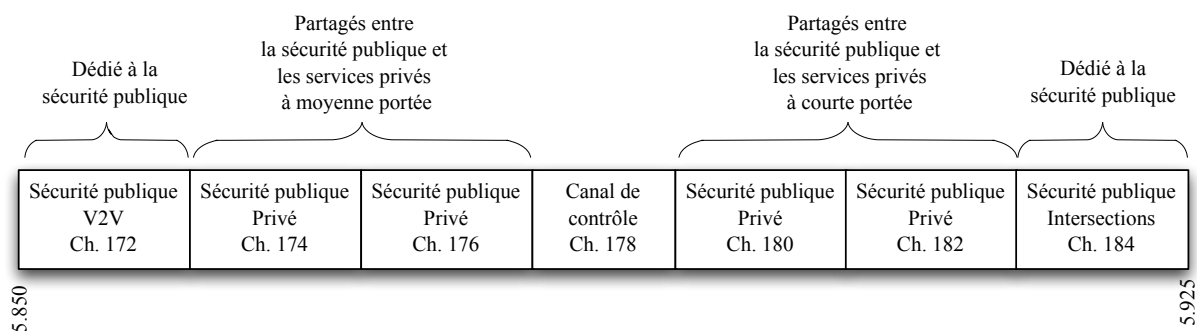 Dédié à la
sécurité publique
Partagés entre
la sécurité publique et
les services privés
à moyenne portée
Partagés entre
la sécurité publique et
les services privés
à courte portée
Dédié à la
sécurité publique
Sécurité publique
V2V
Ch. 172
Sécurité publique
Privé
Ch. 174
Sécurité publique
Privé
Ch. 176
Canal de
contrôle
Ch. 178
Sécurité publique
Privé
Ch. 180
Sécurité publique
Privé
Ch. 182
Sécurité publique
Intersections
Ch. 184
5.850
5.925